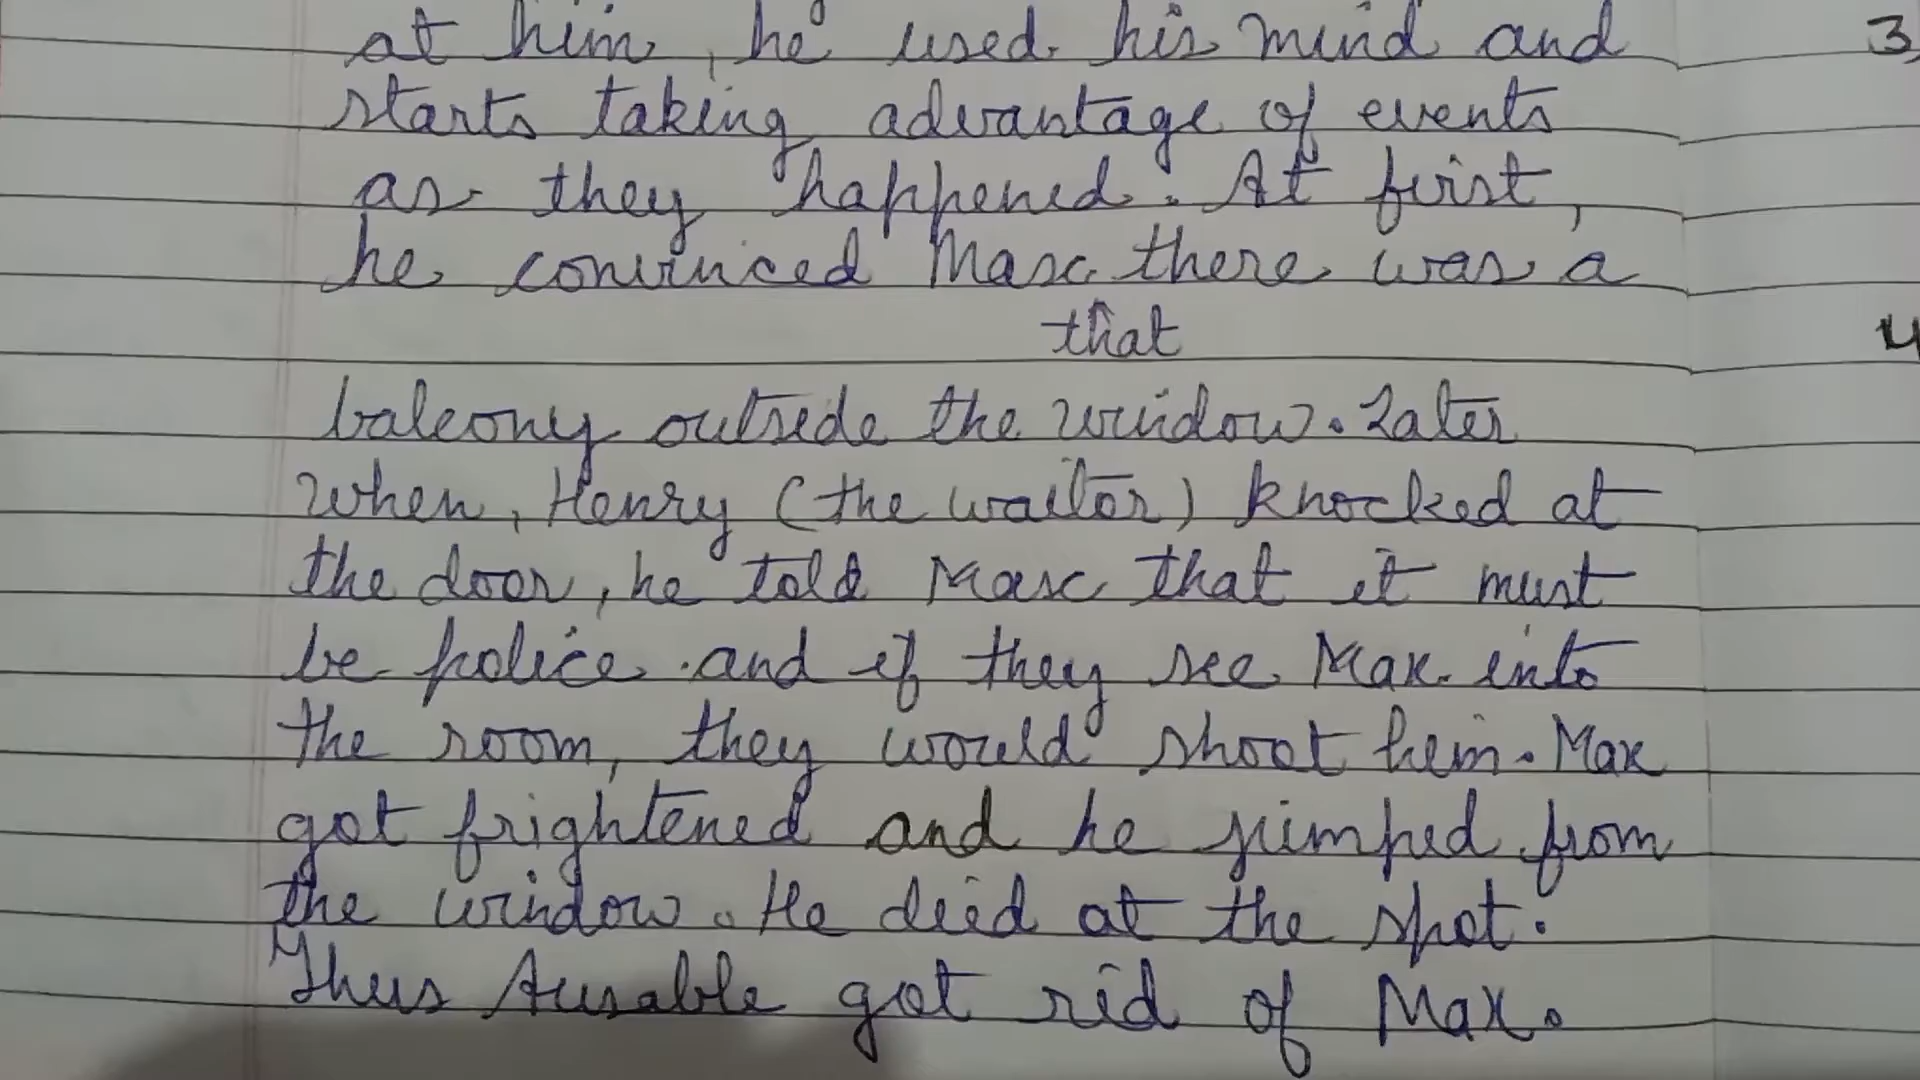 at him, he used his mind and
3,
starts taking advantage of events
as they happened. At first,
he convinced Max there was a
that
4
balcony outside the window. Later
when, Henry (the waitor) knocked at
the door, he told Max that it must
be police and if they see Max into
the room, they would shoot him. Max
got frightened and he jumped from
the window. He died at the spot.
Thus Ausable got rid of Max.